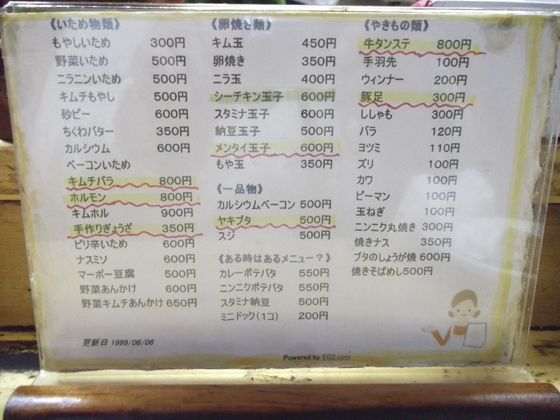 《いため物類》
もやしいため 300円
野菜いため 500円
ニラニンいため 500円
キムチもやし 500円
砂ピー 600円
ちくわバター 350円
カルシウム 600円
ベーコンいため
キムチバラ 800円
ホルモン 800円
キムホル 900円
手作りぎょうざ 350円
ピリ辛いため 600円
ナスミソ 600円
マーボー豆腐 500円
野菜あんかけ 600円
野菜キムチあんかけ 650円
更新日 1999/06/06
《卵焼き類》
キム玉 450円
卵焼き 350円
ニラ玉 400円
シーチキン玉子 600円
スタミナ玉子 600円
納豆玉子 500円
メンタイ玉子 600円
もや玉 350円
《一品物》
カルシウムベーコン 500円
ヤキブタ 500円
スジ 500円
《ある時はあるメニュー?》
カレーポテバタ 550円
ニンニクポテバタ 550円
スタミナ納豆 500円
ミニドック(1コ) 200円
《やきもの類》
牛タンステ 800円
手羽先 100円
ウィンナー 200円
豚足 300円
ししゃも 300円
バラ 120円
ヨツミ 110円
ズリ 100円
カワ 100円
ピーマン 100円
玉ねぎ 100円
ニンニク丸焼き 300円
焼きナス 350円
ブタのしょうが焼 600円
焼きそばめし 500円
Powered by FC2.com